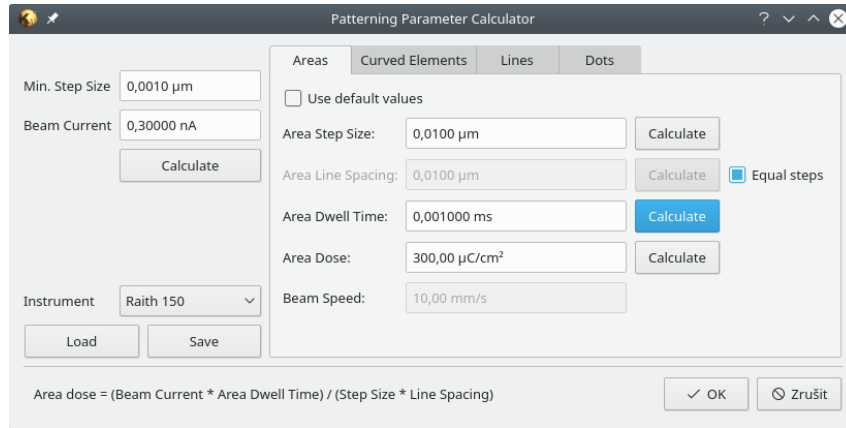 Patterning Parameter Calculator
Areas Curved Elements Lines Dots
Min. Step Size 0,0010 µm
Use default values
Beam Current 0,30000 nA
Area Step Size: 0,0100 µm Calculate
Calculate
Area Line Spacing: 0,0100 µm Calculate Equal steps
Area Dwell Time: 0,001000 ms Calculate
Area Dose: 300,00 µC/cm² Calculate
Instrument Raith 150
Beam Speed: 10,00 mm/s
Load Save
Area dose = (Beam Current * Area Dwell Time) / (Step Size * Line Spacing)
OK Zrušit